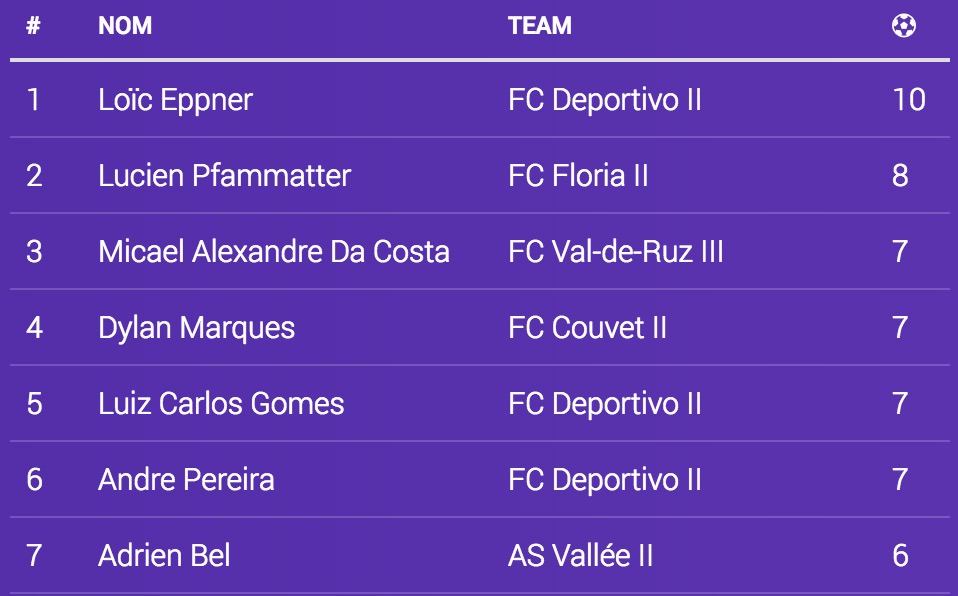 # NOM TEAM
1 Loïc Eppner FC Deportivo II 10
2 Lucien Pfammatter FC Floria II 8
3 Micael Alexandre Da Costa FC Val-de-Ruz III 7
4 Dylan Marques FC Couvet II 7
5 Luiz Carlos Gomes FC Deportivo II 7
6 Andre Pereira FC Deportivo II 7
7 Adrien Bel AS Vallée II 6